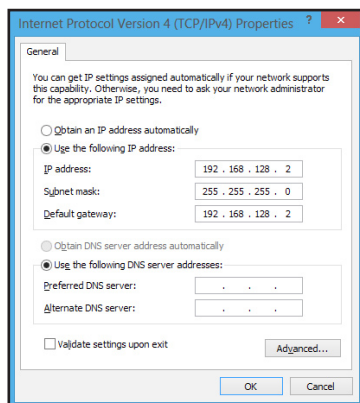 Internet Protocol Version 4 (TCP/IPv4) Properties ? ×
General
You can get IP settings assigned automatically if your network supports
this capability. Otherwise, you need to ask your network administrator
for the appropriate IP settings.
Obtain an IP address automatically
Use the following IP address:
IP address: 192 . 168 . 128 . 2
Subnet mask: 255 . 255 . 255 . 0
Default gateway: 192 . 168 . 128 . 2
Obtain DNS server address automatically
Use the following DNS server addresses:
Preferred DNS server: . . .
Alternate DNS server: . . .
Validate settings upon exit
Advanced...
OK Cancel